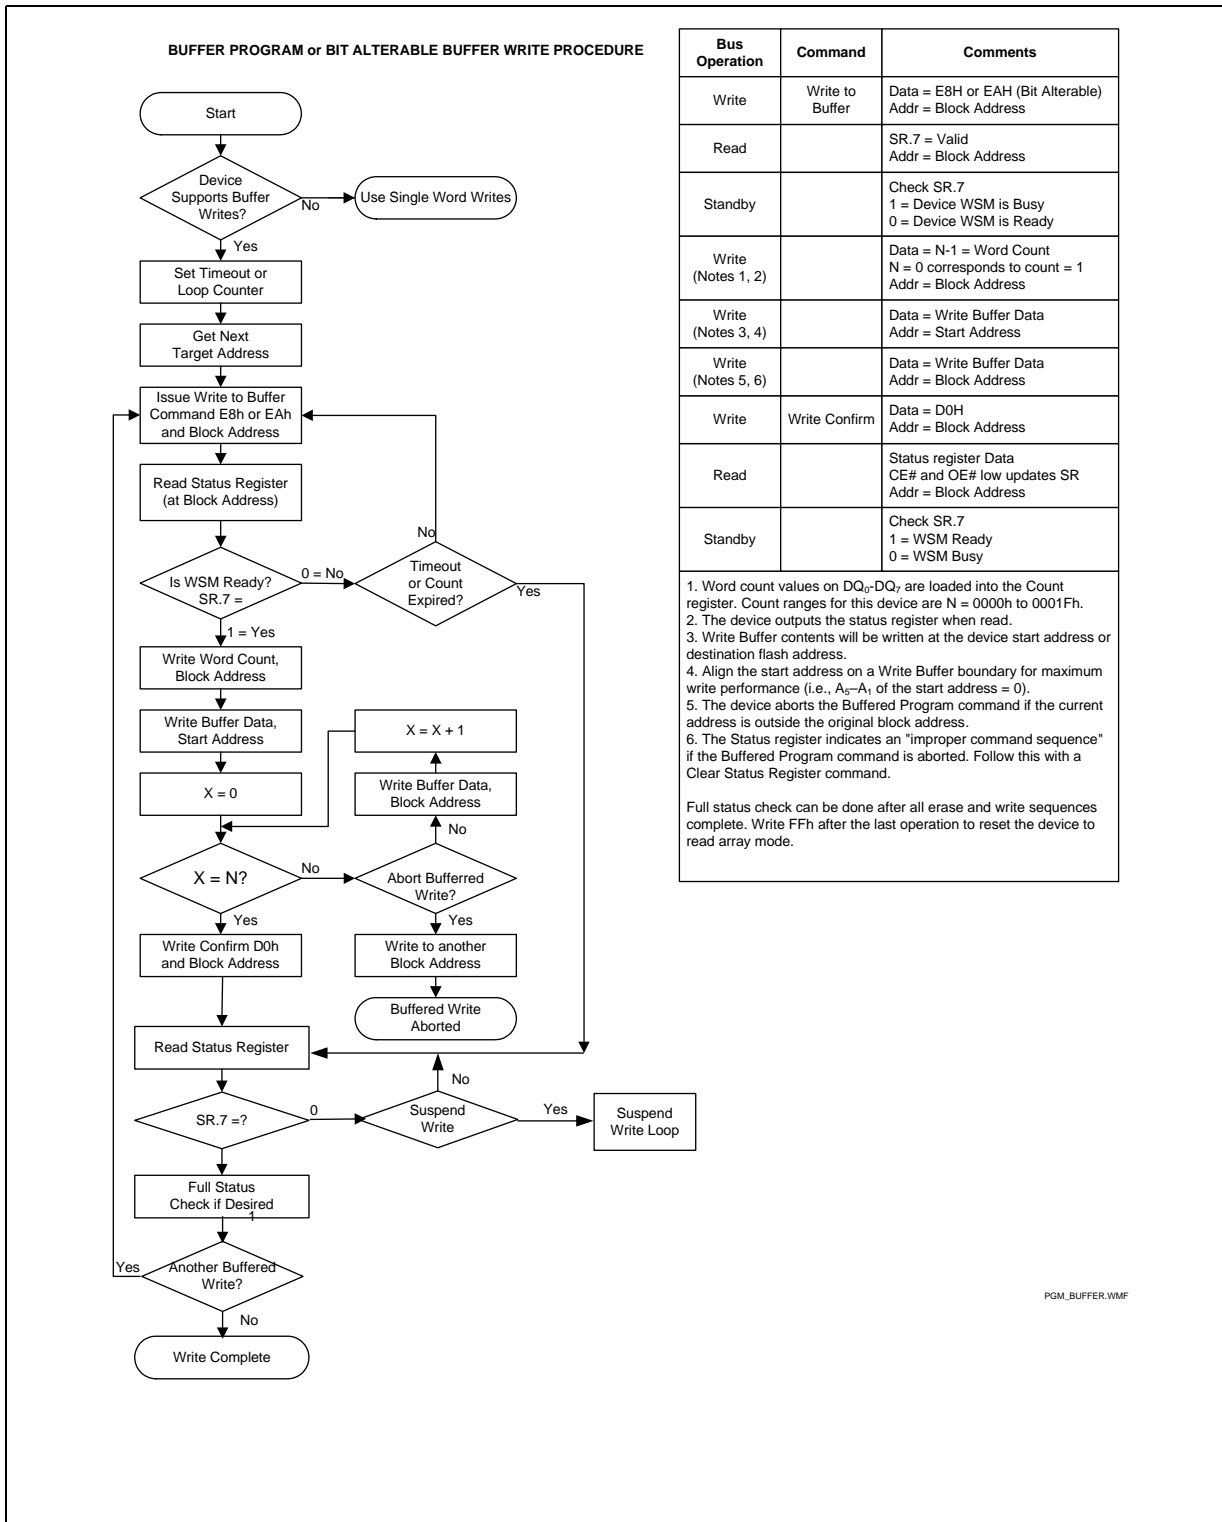 BUFFER PROGRAM or BIT ALTERABLE BUFFER WRITE PROCEDURE
Start
Device
Supports Buffer
Writes?
No
Use Single Word Writes
Yes
Set Timeout or
Loop Counter
Get Next
Target Address
Issue Write to Buffer
Command E8h or EAh
and Block Address
Read Status Register
(at Block Address)
No
Is WSM Ready?
SR.7 =
0 = No
Timeout
or Count
Expired?
Yes
1 = Yes
Write Word Count,
Block Address
Write Buffer Data,
Start Address
X = X + 1
X = 0
Write Buffer Data,
Block Address
No
X = N?
No
Abort Bufferred
Write?
Yes
Yes
Write Confirm D0h
and Block Address
Write to another
Block Address
Buffered Write
Aborted
Read Status Register
No
SR.7 =?
0
Suspend
Write
Yes
Suspend
Write Loop
Full Status
Check if Desired
1
Yes
Another Buffered
Write?
No
Write Complete
Bus
Operation
Command
Comments
Write
Write to
Buffer
Data = E8H or EAH (Bit Alterable)
Addr = Block Address
Read
SR.7 = Valid
Addr = Block Address
Standby
Check SR.7
1 = Device WSM is Busy
0 = Device WSM is Ready
Write
(Notes 1, 2)
Data = N-1 = Word Count
N = 0 corresponds to count = 1
Addr = Block Address
Write
(Notes 3, 4)
Data = Write Buffer Data
Addr = Start Address
Write
(Notes 5, 6)
Data = Write Buffer Data
Addr = Block Address
Write
Write Confirm
Data = D0H
Addr = Block Address
Read
Status register Data
CE# and OE# low updates SR
Addr = Block Address
Standby
Check SR.7
1 = WSM Ready
0 = WSM Busy
1. Word count values on DQ₀-DQ₇ are loaded into the Count
register. Count ranges for this device are N = 0000h to 0001Fh.
2. The device outputs the status register when read.
3. Write Buffer contents will be written at the device start address or
destination flash address.
4. Align the start address on a Write Buffer boundary for maximum
write performance (i.e., A₅–A₁ of the start address = 0).
5. The device aborts the Buffered Program command if the current
address is outside the original block address.
6. The Status register indicates an "improper command sequence"
if the Buffered Program command is aborted. Follow this with a
Clear Status Register command.
Full status check can be done after all erase and write sequences
complete. Write FFh after the last operation to reset the device to
read array mode.
PGM_BUFFER.WMF